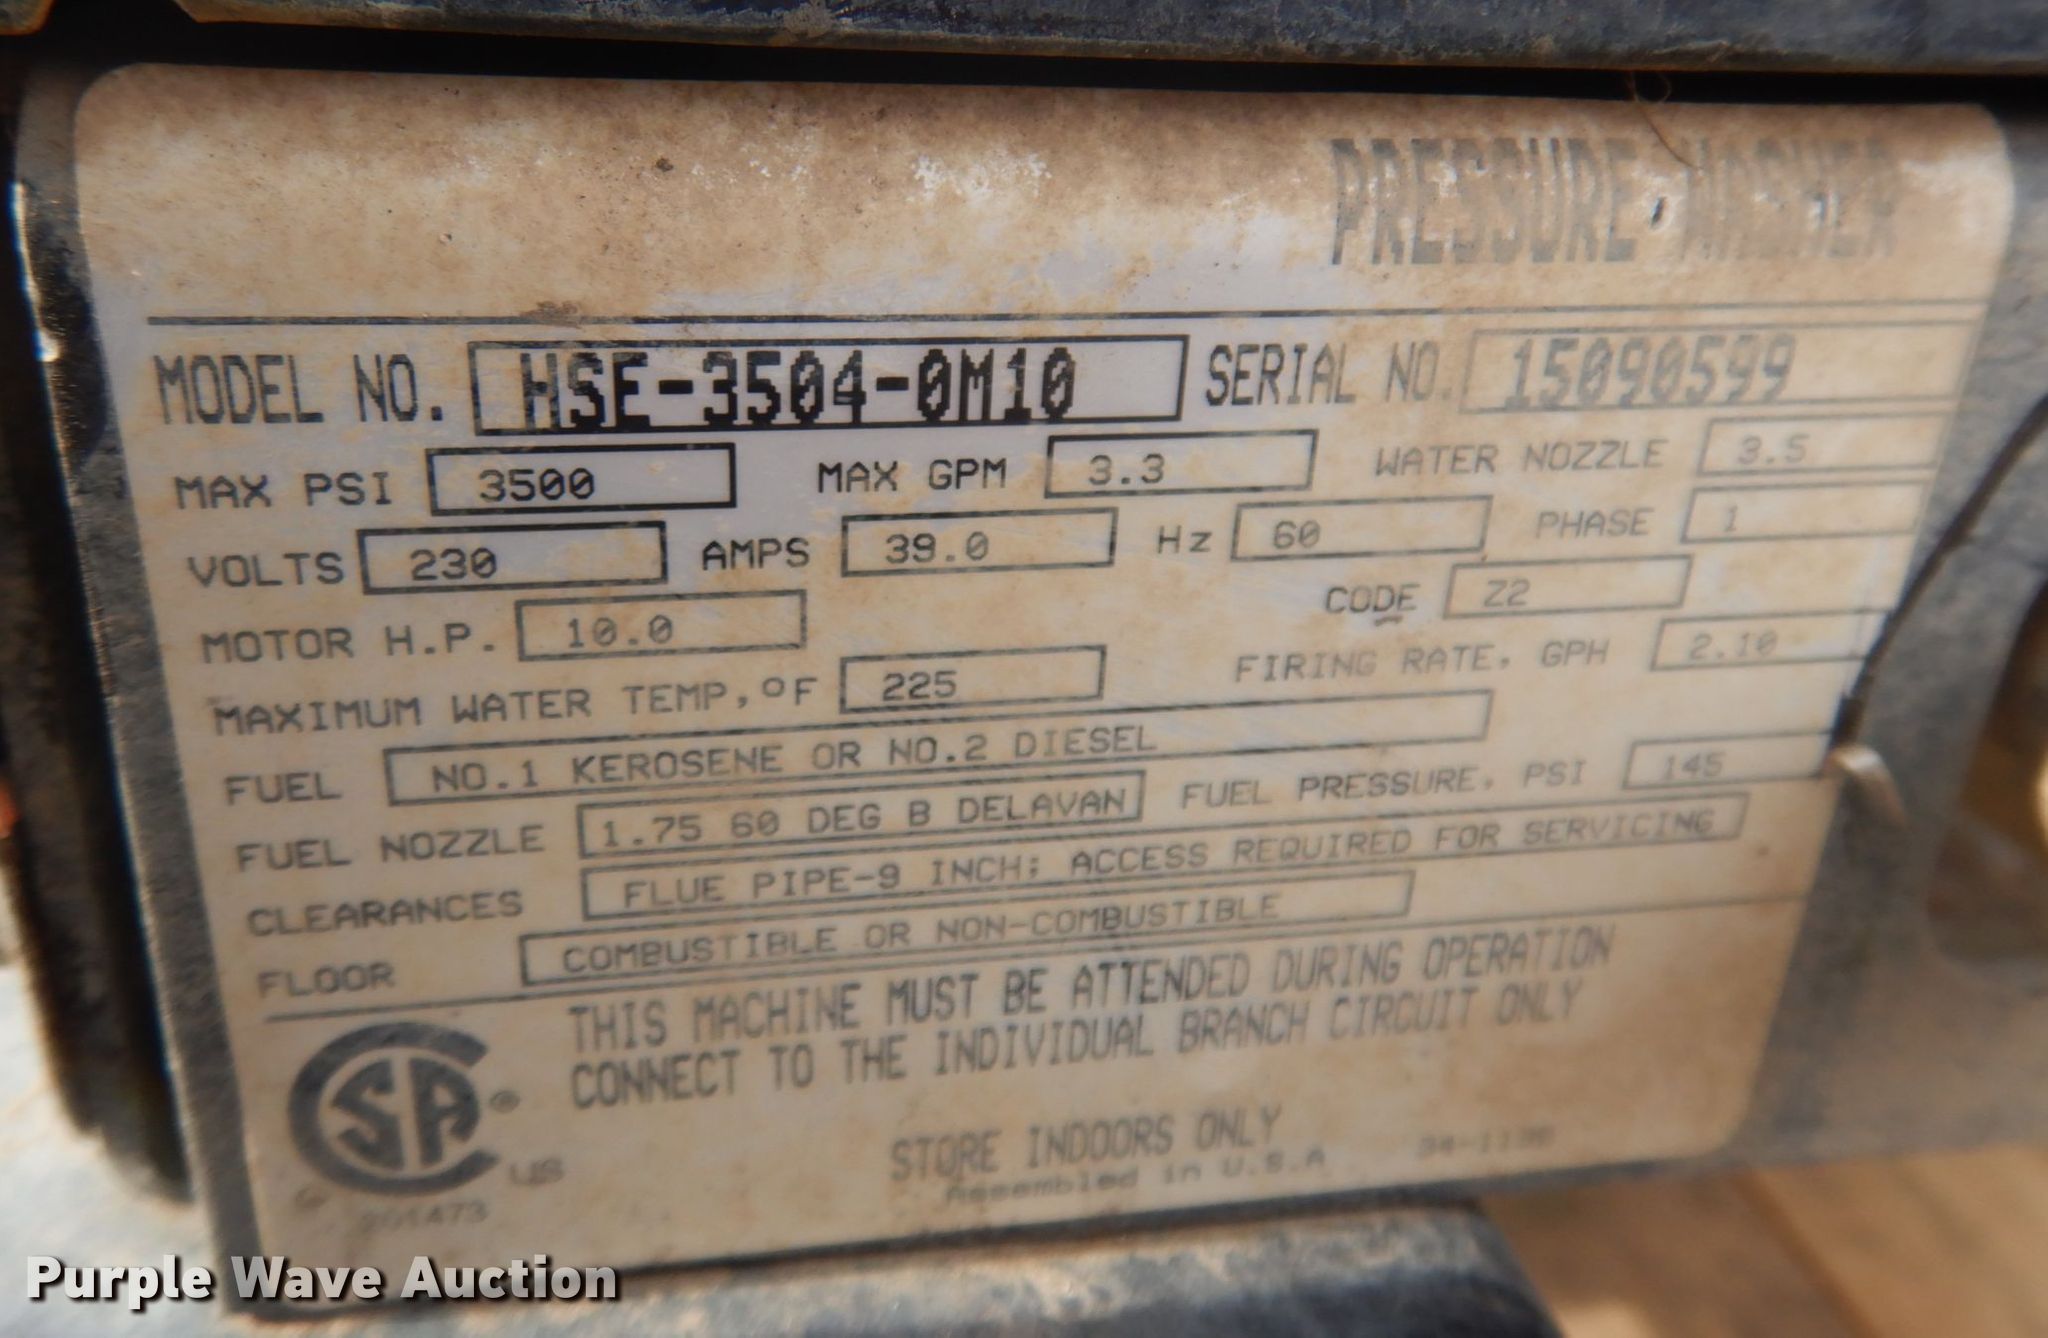 PRESSURE WASHER
MODEL NO. HSE-3504-0M10 SERIAL NO. 15090599
MAX PSI 3500 MAX GPM 3.3 WATER NOZZLE 3.5
VOLTS 230 AMPS 39.0 Hz 60 PHASE 1
MOTOR H.P. 10.0 CODE Z2
MAXIMUM WATER TEMP,°F 225 FIRING RATE, GPH 2.10
FUEL NO.1 KEROSENE OR NO.2 DIESEL
FUEL NOZZLE 1.75 60 DEG B DELAVAN FUEL PRESSURE, PSI 145
CLEARANCES FLUE PIPE-9 INCH; ACCESS REQUIRED FOR SERVICING
FLOOR COMBUSTIBLE OR NON-COMBUSTIBLE
THIS MACHINE MUST BE ATTENDED DURING OPERATION
CONNECT TO THE INDIVIDUAL BRANCH CIRCUIT ONLY
CSA® US
STORE INDOORS ONLY
Assembled in U.S.A
Purple Wave Auction